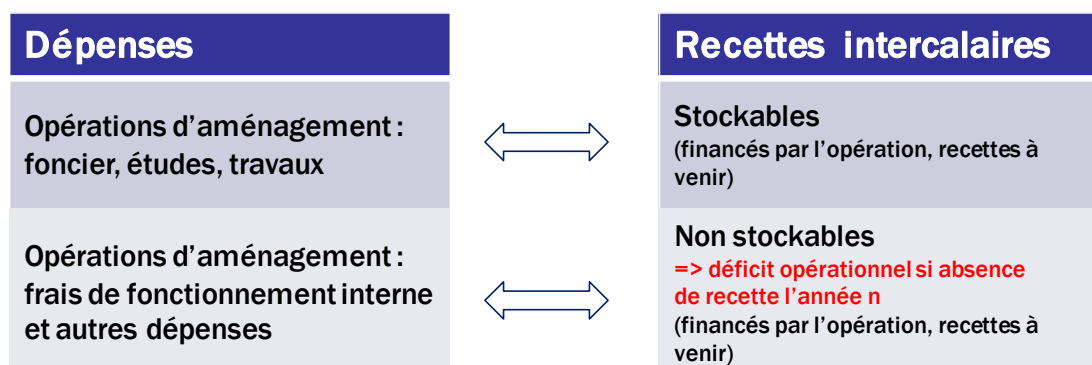 Dépenses
Recettes intercalaires
Opérations d'aménagement :
foncier, études, travaux
Stockables
(financés par l'opération, recettes à
venir)
Opérations d'aménagement :
frais de fonctionnement interne
et autres dépenses
Non stockables
=> déficit opérationnel si absence
de recette l'année n
(financés par l'opération, recettes à
venir)